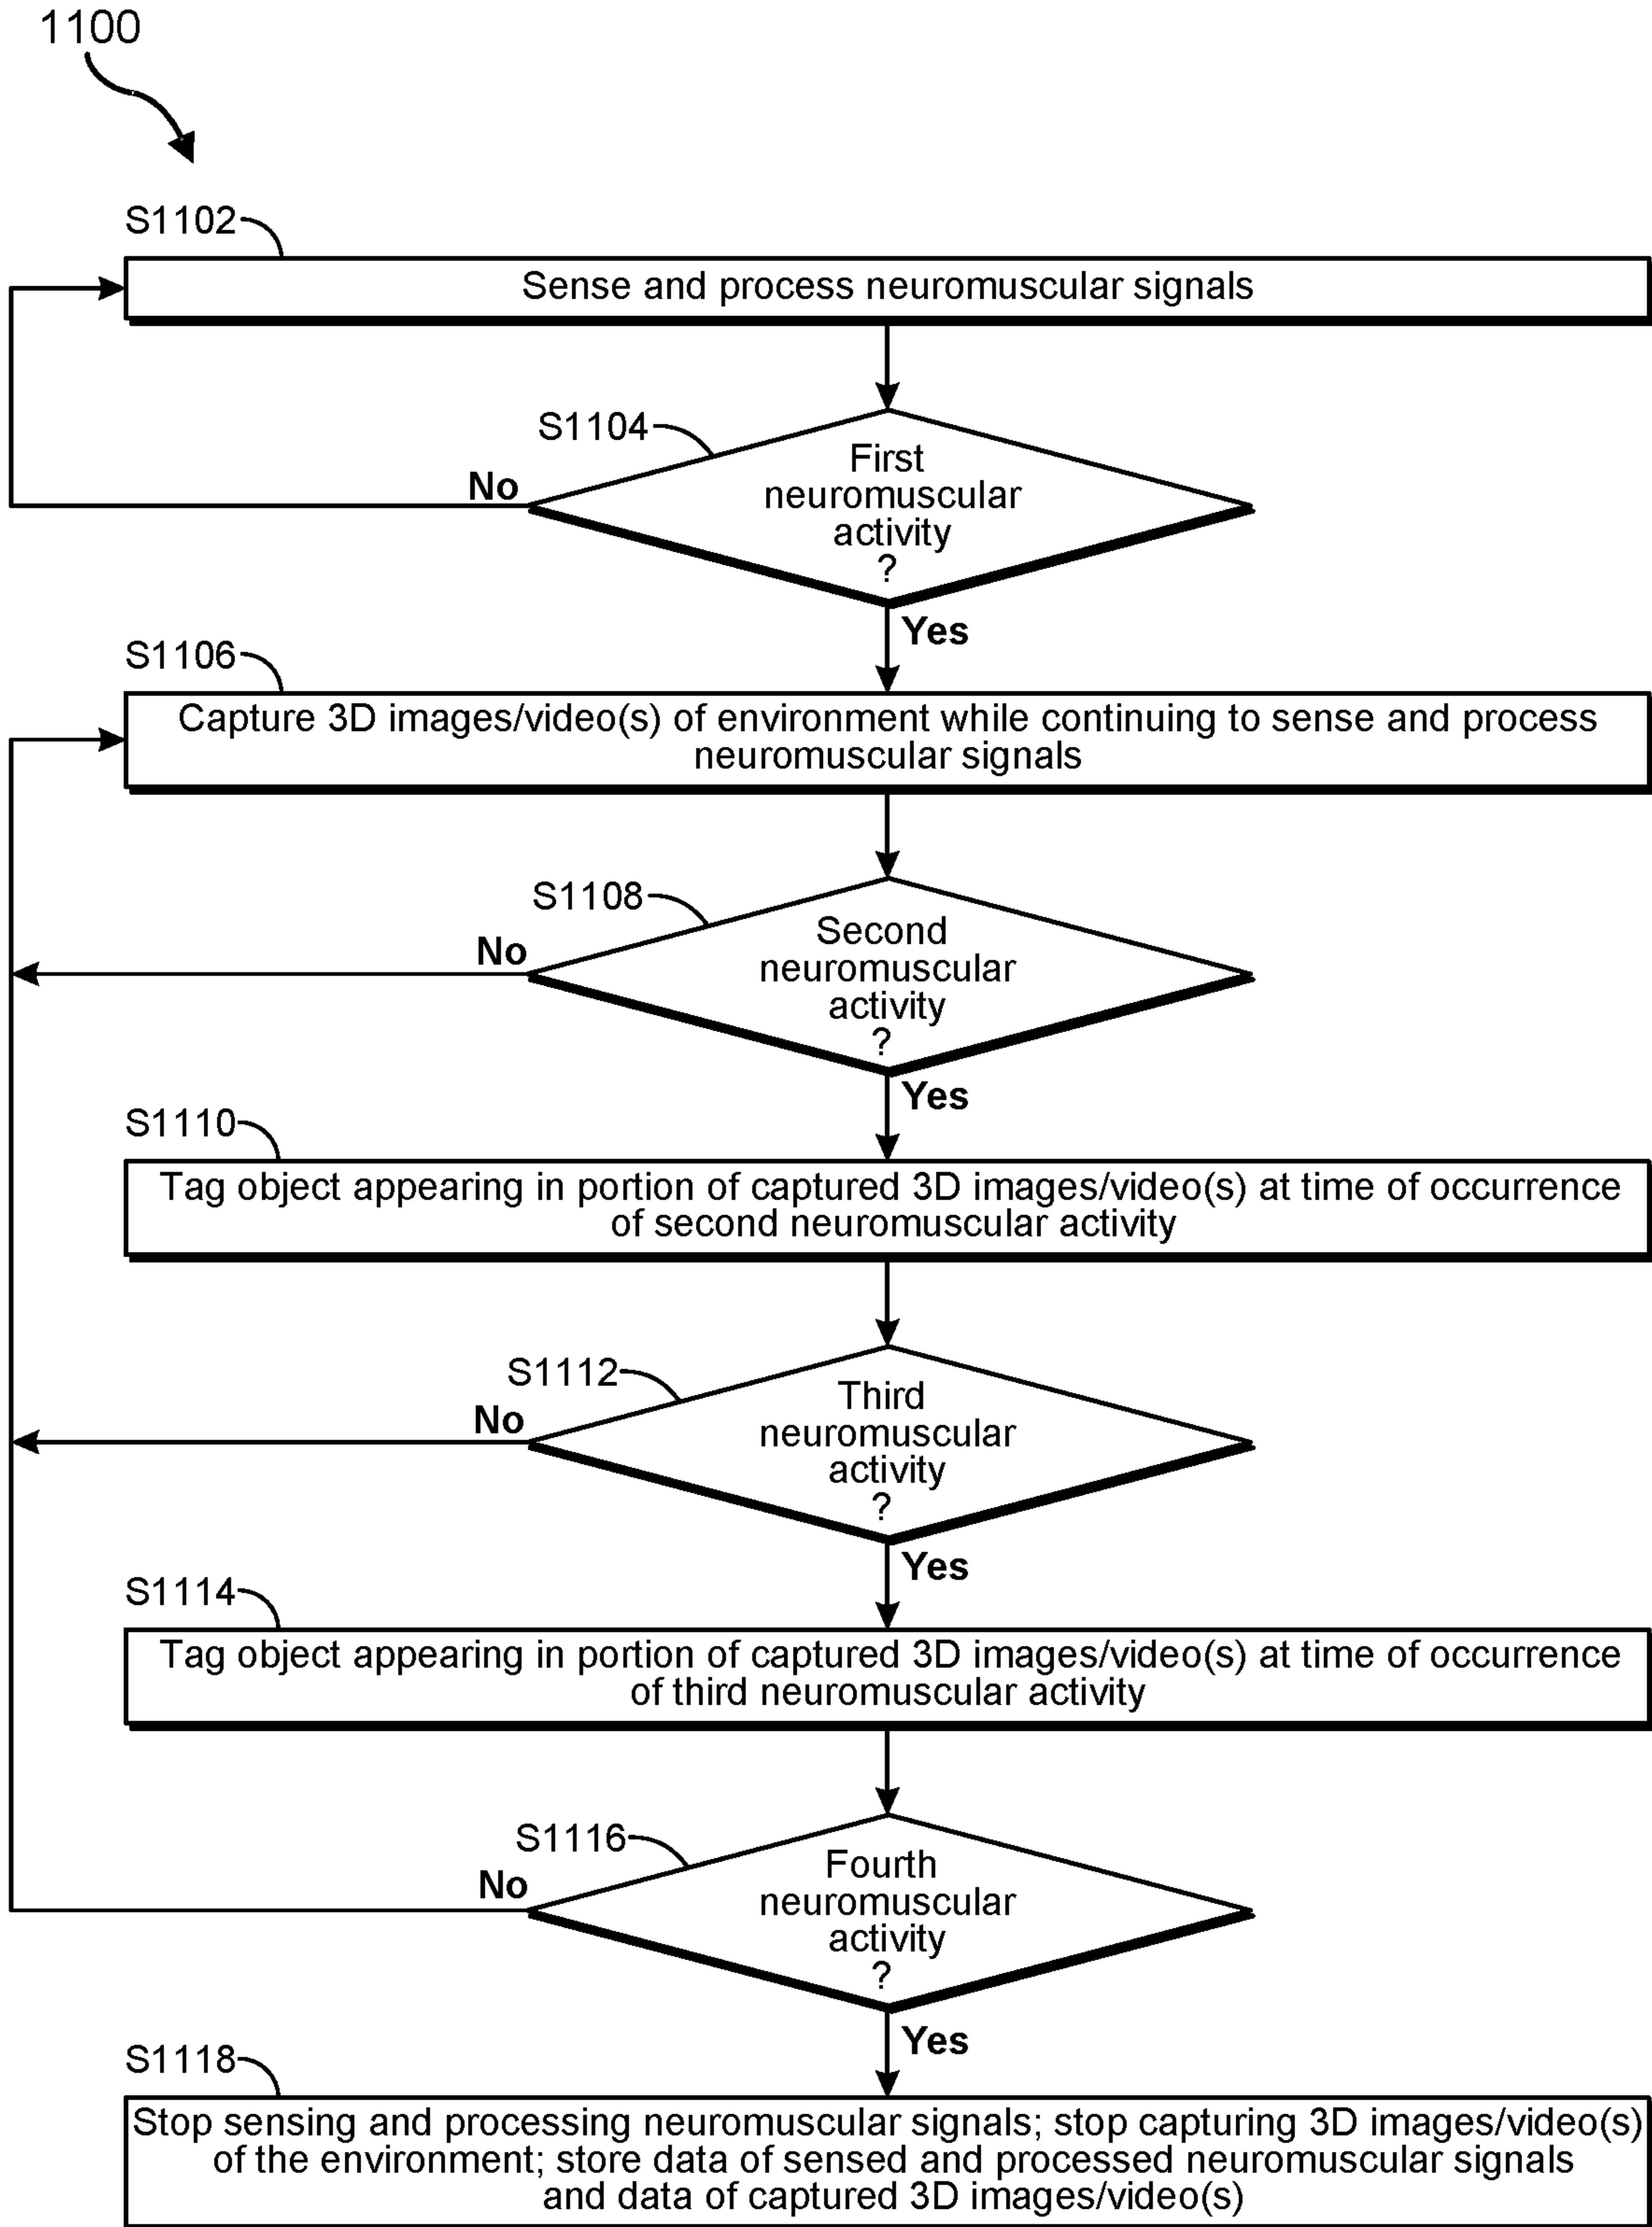 1100
S1102
Sense and process neuromuscular signals
S1104
First
neuromuscular
activity
?
No
Yes
S1106
Capture 3D images/video(s) of environment while continuing to sense and process
neuromuscular signals
S1108
Second
neuromuscular
activity
?
No
Yes
S1110
Tag object appearing in portion of captured 3D images/video(s) at time of occurrence
of second neuromuscular activity
S1112
Third
neuromuscular
activity
?
No
Yes
S1114
Tag object appearing in portion of captured 3D images/video(s) at time of occurrence
of third neuromuscular activity
S1116
Fourth
neuromuscular
activity
?
No
Yes
S1118
Stop sensing and processing neuromuscular signals; stop capturing 3D images/video(s)
of the environment; store data of sensed and processed neuromuscular signals
and data of captured 3D images/video(s)